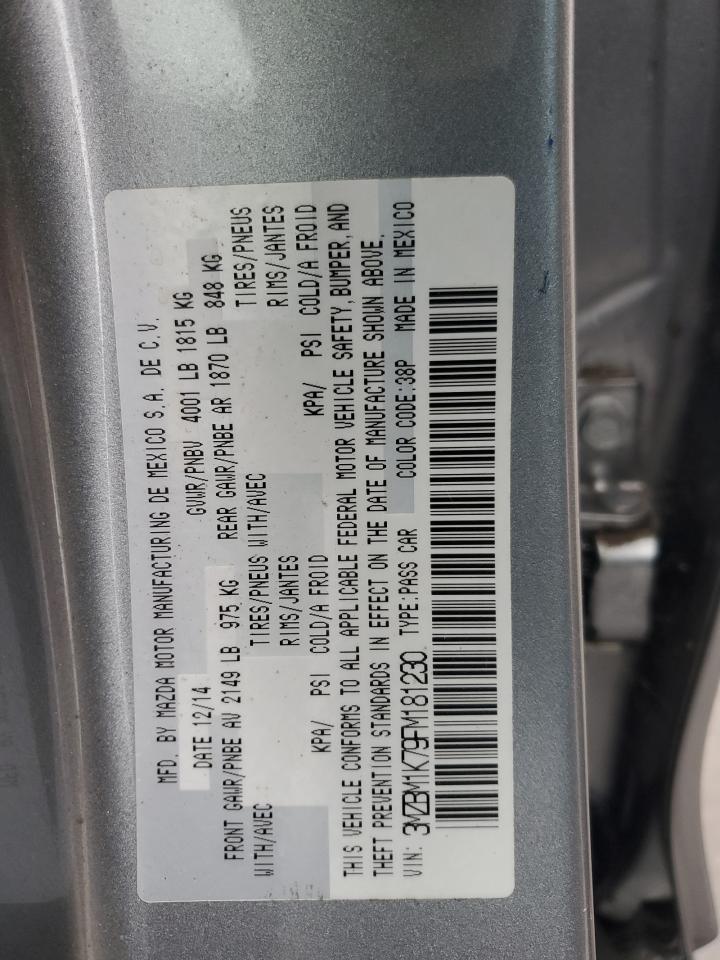 MFD. BY MAZDA MOTOR MANUFACTURING DE MEXICO S.A. DE C.V.
DATE 12/14 GVWR/PNBV 4001 LB 1815 KG
FRONT GAWR/PNBE AV 2149 LB 975 KG REAR GAWR/PNBE AR 1870 LB 848 KG
WITH/AVEC TIRES/PNEUS WITH/AVEC TIRES/PNEUS
RIMS/JANTES RIMS/JANTES
KPA/ PSI COLD/A FROID KPA/ PSI COLD/A FROID
THIS VEHICLE CONFORMS TO ALL APPLICABLE FEDERAL MOTOR VEHICLE SAFETY, BUMPER, AND
THEFT PREVENTION STANDARDS IN EFFECT ON THE DATE OF MANUFACTURE SHOWN ABOVE.
VIN: 3MZBM1K79FM181230 TYPE:PASS CAR COLOR CODE:38P MADE IN MEXICO